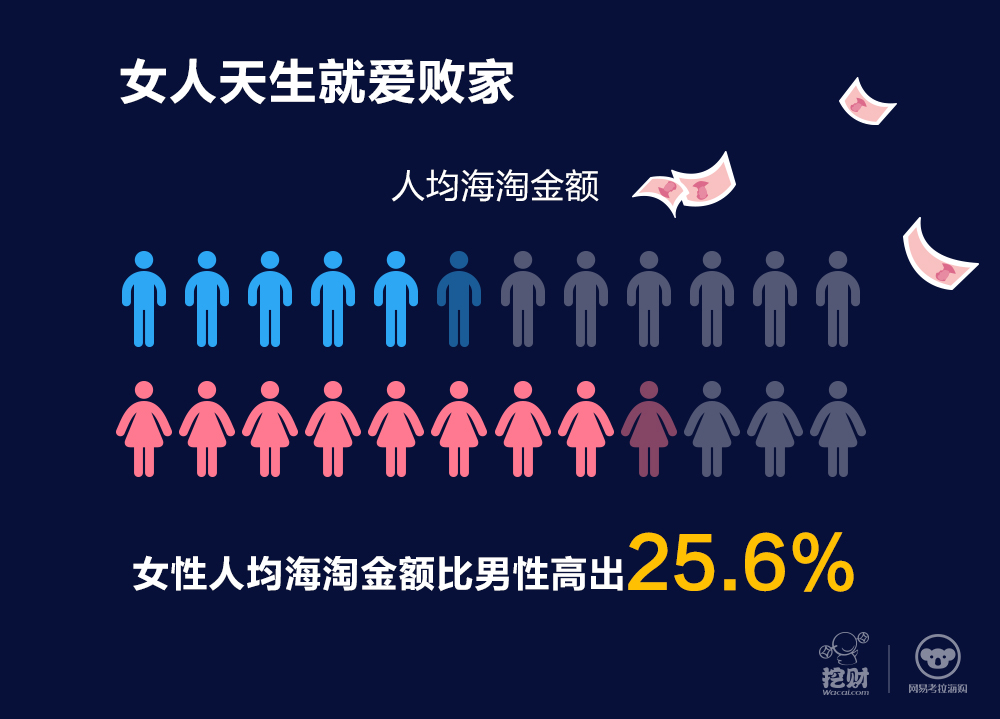 女人天生就爱败家
人均海淘金额
女性人均海淘金额比男性高出25.6%
挖财
Wacai.com
网易考拉海购